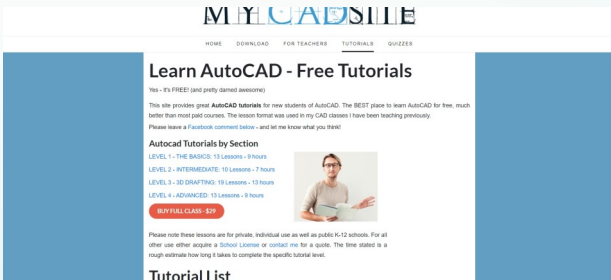 MY CAD SITE
HOME DOWNLOAD FOR TEACHERS TUTORIALS QUIZZES
Learn AutoCAD - Free Tutorials
Yes - It's FREE! (and pretty darned awesome)
This site provides great AutoCAD tutorials for new students of AutoCAD. The BEST place to learn AutoCAD for free, much
better than most paid courses. The lesson format was used in my CAD classes I have been teaching previously.
Please leave a Facebook comment below - and let me know what you think!
Autocad Tutorials by Section
LEVEL 1 - THE BASICS: 13 Lessons - 9 hours
LEVEL 2 - INTERMEDIATE: 10 Lessons - 7 hours
LEVEL 3 - 3D DRAFTING: 19 Lessons - 13 hours
LEVEL 4 - ADVANCED: 13 Lessons - 9 hours
BUY FULL CLASS - $29
Please note these lessons are for private, individual use as well as public K-12 schools. For all
other use either acquire a School License or contact me for a quote. The time stated is a
rough estimate how long it takes to complete the specific tutorial level.
Tutorial List